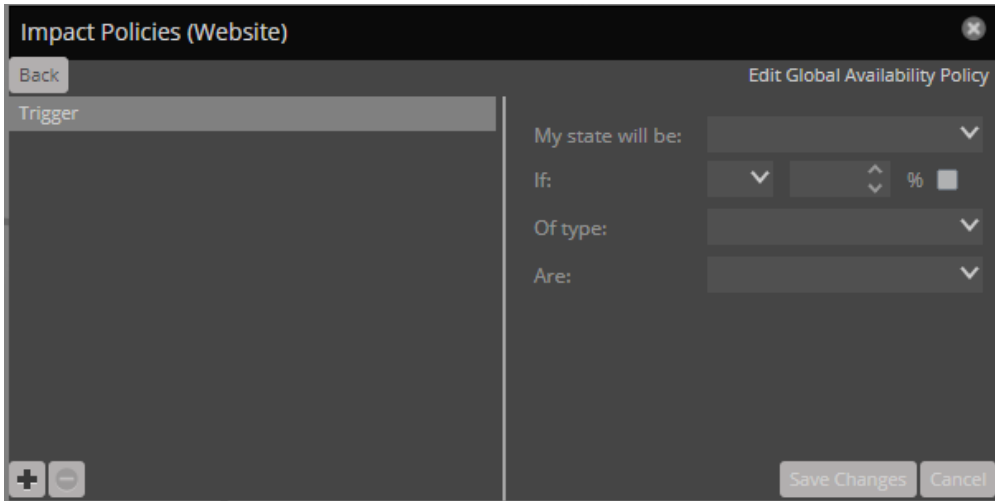 Impact Policies (Website)
Back
Edit Global Availability Policy
Trigger
My state will be:
If:
%
Of type:
Are:
Save Changes
Cancel